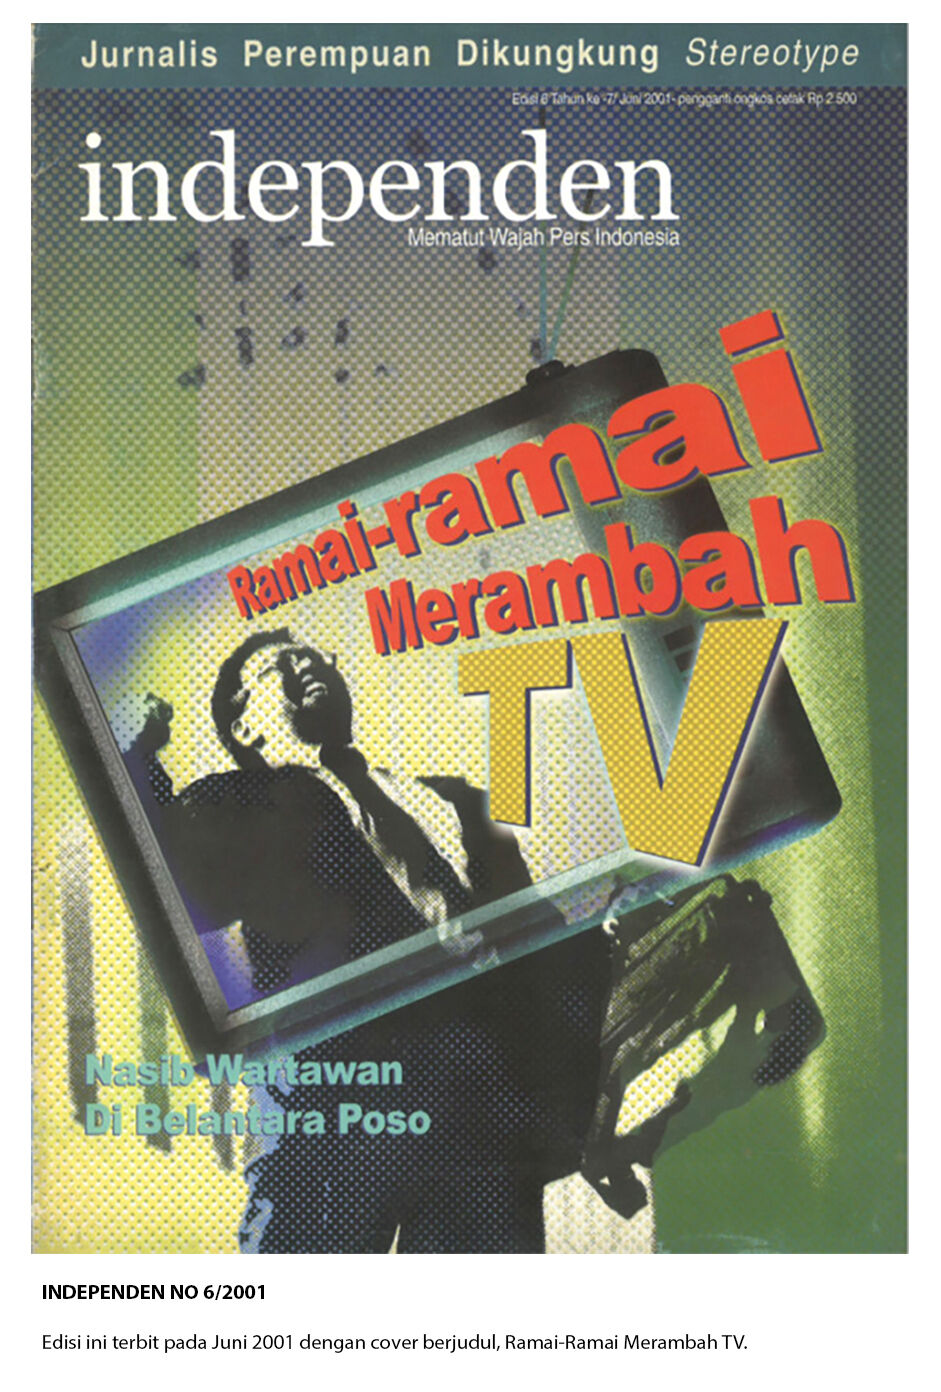 Jurnalis Perempuan Dikungkung Stereotype
Edisi 6 Tahun ke -7/ Juni 2001- pengganti ongkos cetak Rp 2.500
independen
Mematut Wajah Pers Indonesia
Ramai-ramai
Merambah
TV
Nasib Wartawan
Di Belantara Poso
INDEPENDEN NO 6/2001
Edisi ini terbit pada Juni 2001 dengan cover berjudul, Ramai-Ramai Merambah TV.